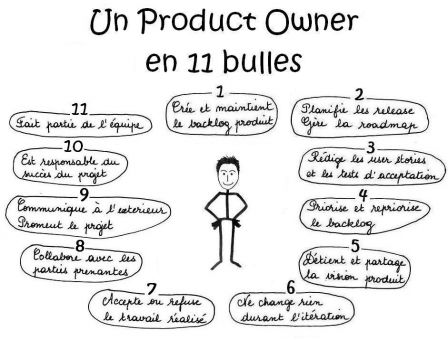 Un Product Owner
en 11 bulles
1
Crée et maintient
le backlog produit
2
Planifie les release
Gère la roadmap
3
Rédige les user stories
et les tests d'acceptation
4
Priorise et repriorise
le backlog
5
Détient et partage
la vision produit
6
Ne change rien
durant l'itération
7
Accepte ou refuse
le travail réalisé
8
Collabore avec les
parties prenantes
9
Communique à l'exterieur
Promeut le projet
10
Est responsable du
succès du projet
11
Fait partie de l'équipe